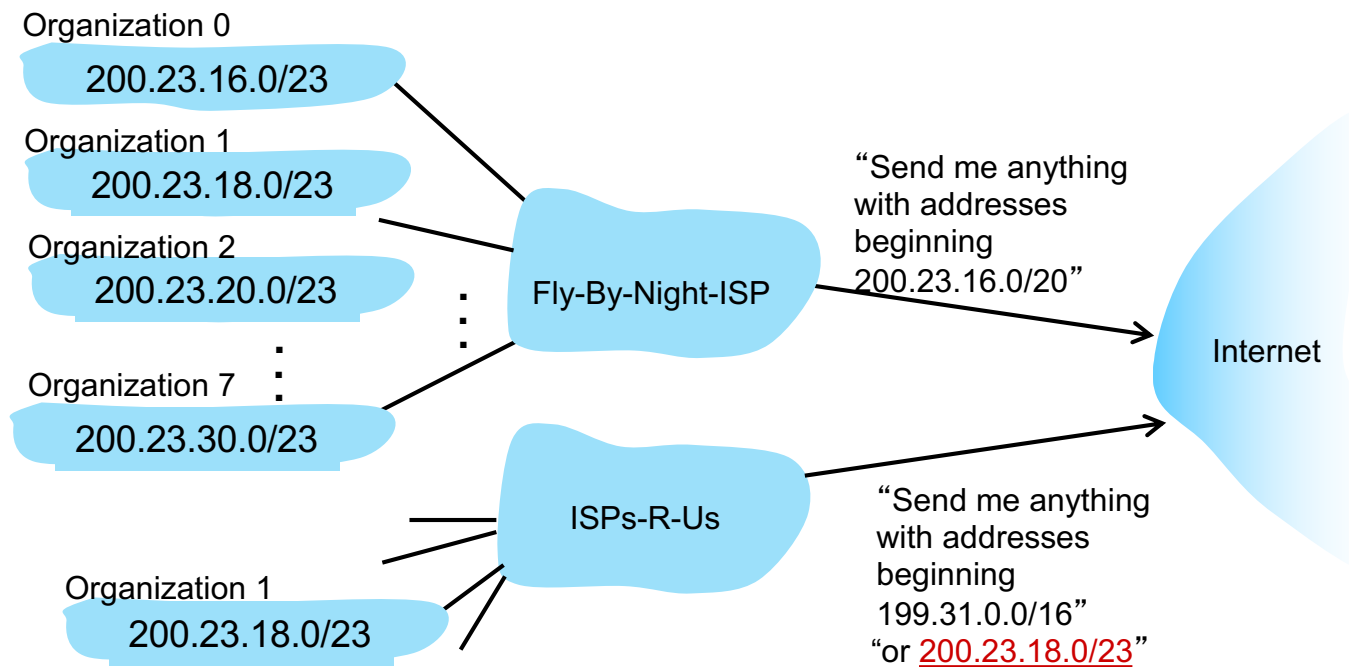 Organization 0
200.23.16.0/23
Organization 1
200.23.18.0/23
Organization 2
200.23.20.0/23
Organization 7
200.23.30.0/23
Fly-By-Night-ISP
“Send me anything
with addresses
beginning
200.23.16.0/20”
Internet
ISPs-R-Us
Organization 1
200.23.18.0/23
“Send me anything
with addresses
beginning
199.31.0.0/16”
“or 200.23.18.0/23”